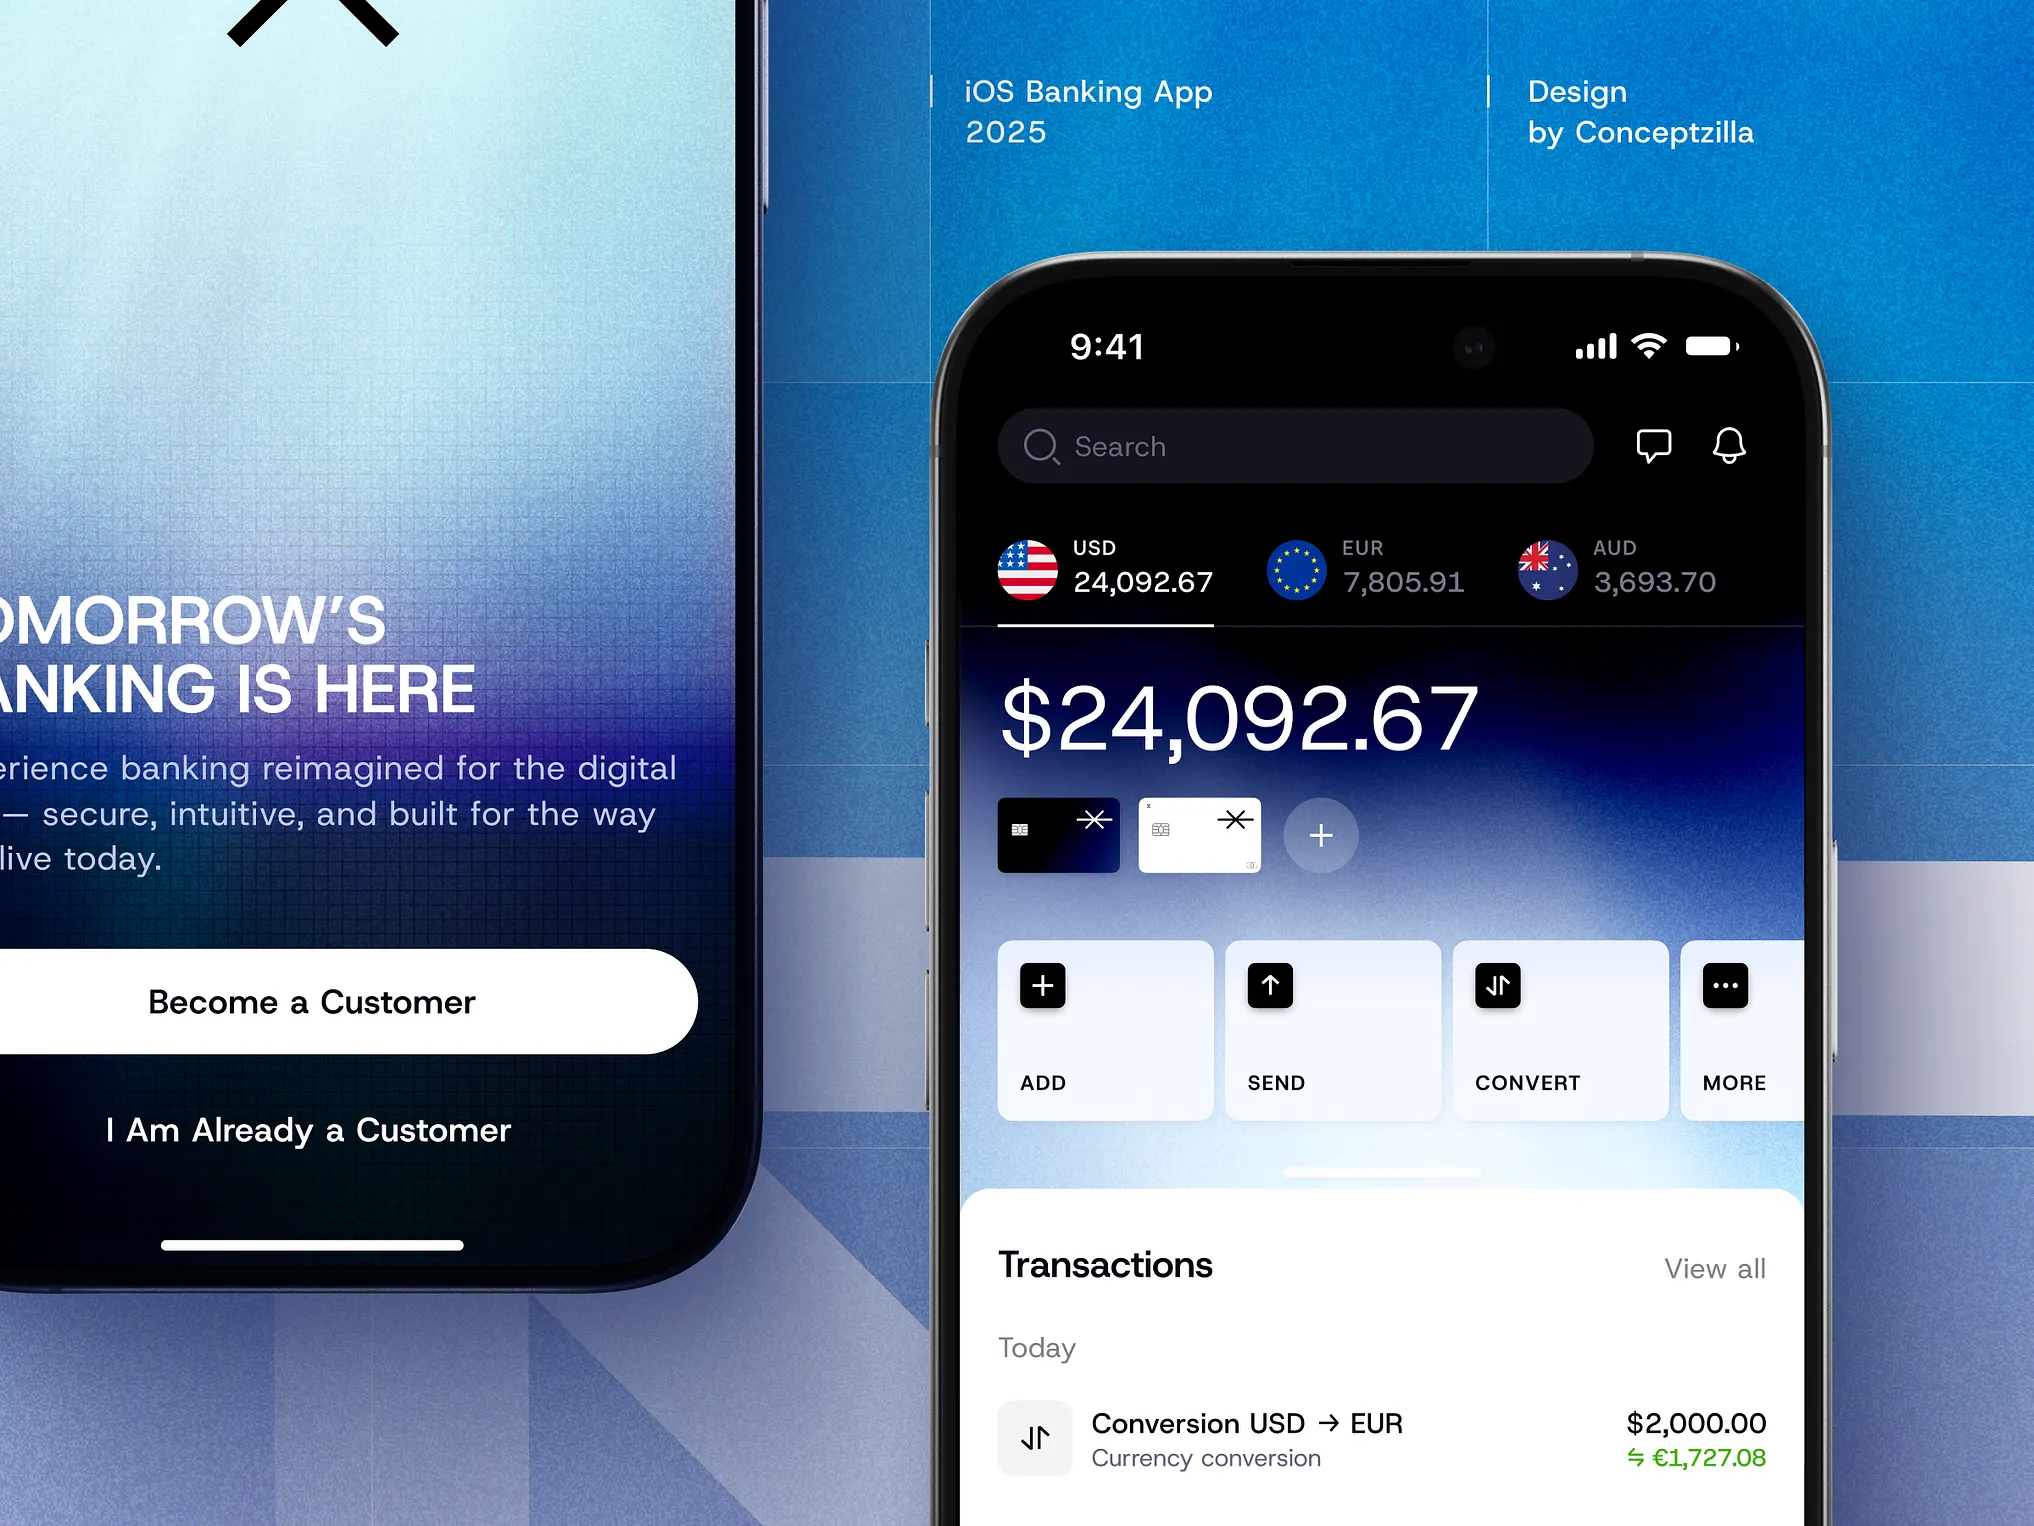 iOS Banking App
2025
Design
by Conceptzilla
OMORROW'S
ANKING IS HERE
erience banking reimagined for the digital
— secure, intuitive, and built for the way
live today.
Become a Customer
I Am Already a Customer
9:41
Search
USD
24,092.67
EUR
7,805.91
AUD
3,693.70
$24,092.67
ADD
SEND
CONVERT
MORE
Transactions
View all
Today
Conversion USD → EUR
$2,000.00
Currency conversion
⇋ €1,727.08